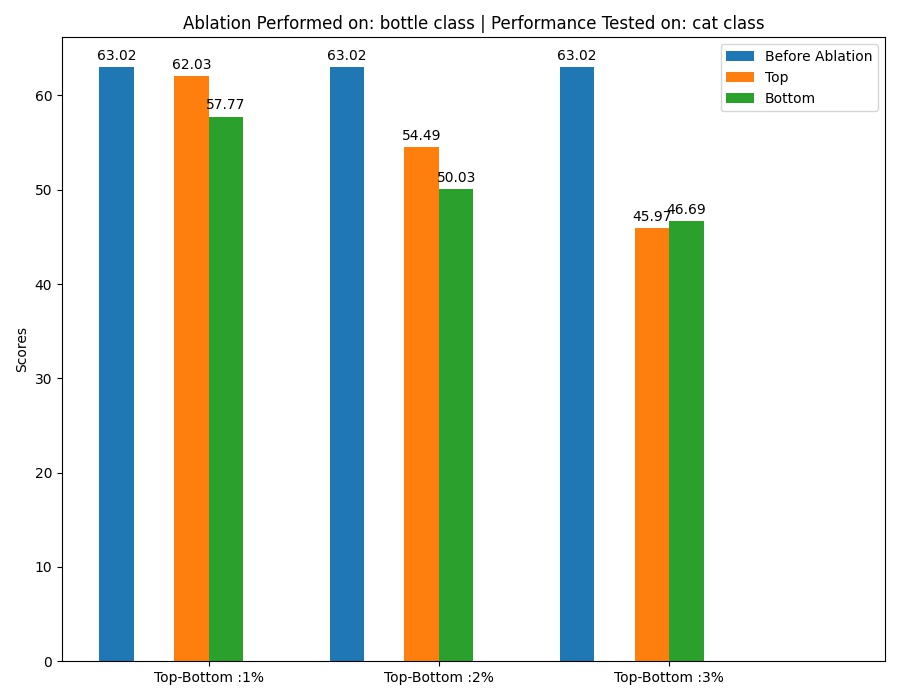 Ablation Performed on: bottle class | Performance Tested on: cat class
63.02
62.03
57.77
63.02
54.49
50.03
63.02
45.97
46.69
Before Ablation
Top
Bottom
Scores
60
50
40
30
20
10
0
Top-Bottom :1%
Top-Bottom :2%
Top-Bottom :3%